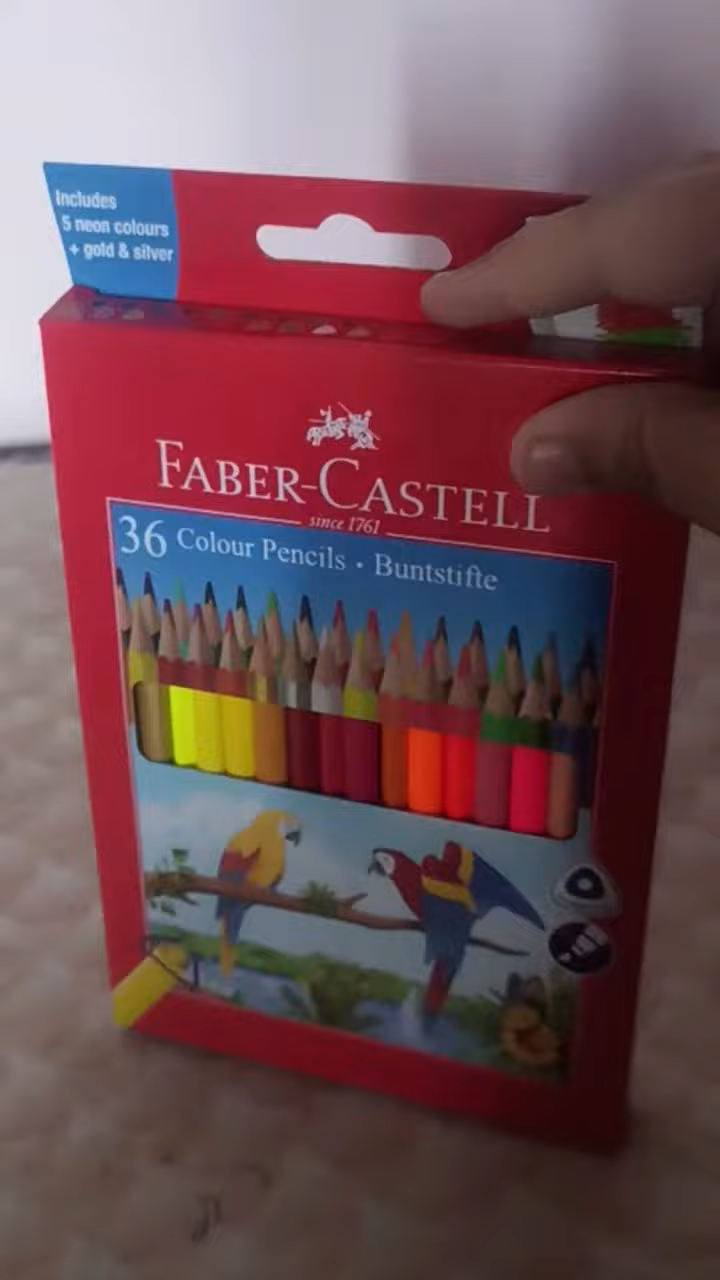 Includes
5 neon colours
+ gold & silver
FABER-CASTELL
since 1761
36 Colour Pencils • Buntstifte